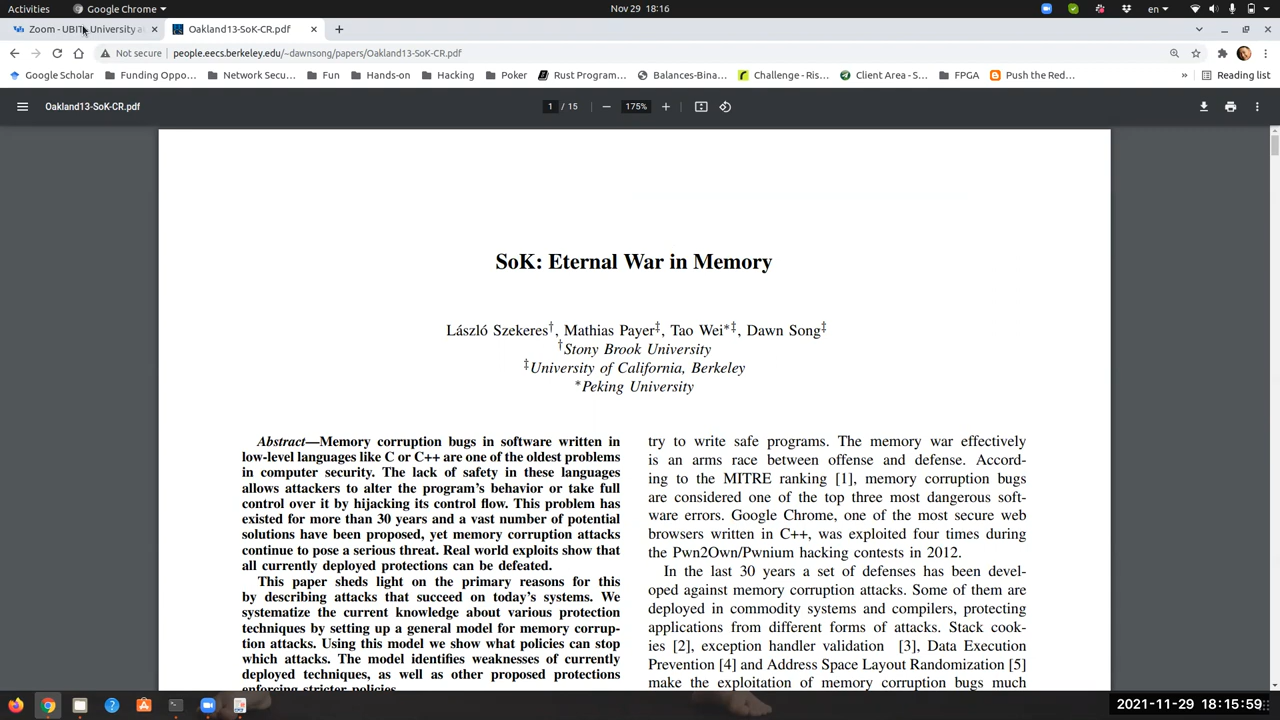 Activities
Google Chrome
Nov 29 18:16
en
Zoom - UBIT - University a
Oakland13-SoK-CR.pdf
Not secure
people.eecs.berkeley.edu/~dawnsong/papers/Oakland13-SoK-CR.pdf
Google Scholar
Funding Oppo...
Network Secu...
Fun
Hands-on
Hacking
Poker
Rust Program...
Balances-Bina...
Challenge - Ris...
Client Area - S...
FPGA
Push the Red...
»
Reading list
Oakland13-SoK-CR.pdf
1 / 15
175%
SoK: Eternal War in Memory
László Szekeres†, Mathias Payer‡, Tao Wei*‡, Dawn Song‡
†Stony Brook University
‡University of California, Berkeley
*Peking University
Abstract—Memory corruption bugs in software written in
low-level languages like C or C++ are one of the oldest problems
in computer security. The lack of safety in these languages
allows attackers to alter the program's behavior or take full
control over it by hijacking its control flow. This problem has
existed for more than 30 years and a vast number of potential
solutions have been proposed, yet memory corruption attacks
continue to pose a serious threat. Real world exploits show that
all currently deployed protections can be defeated.
This paper sheds light on the primary reasons for this
by describing attacks that succeed on today's systems. We
systematize the current knowledge about various protection
techniques by setting up a general model for memory corrup-
tion attacks. Using this model we show what policies can stop
which attacks. The model identifies weaknesses of currently
deployed techniques, as well as other proposed protections
enforcing stricter policies.
try to write safe programs. The memory war effectively
is an arms race between offense and defense. Accord-
ing to the MITRE ranking [1], memory corruption bugs
are considered one of the top three most dangerous soft-
ware errors. Google Chrome, one of the most secure web
browsers written in C++, was exploited four times during
the Pwn2Own/Pwnium hacking contests in 2012.
In the last 30 years a set of defenses has been devel-
oped against memory corruption attacks. Some of them are
deployed in commodity systems and compilers, protecting
applications from different forms of attacks. Stack cook-
ies [2], exception handler validation [3], Data Execution
Prevention [4] and Address Space Layout Randomization [5]
make the exploitation of memory corruption bugs much
2021-11-29 18:15:59